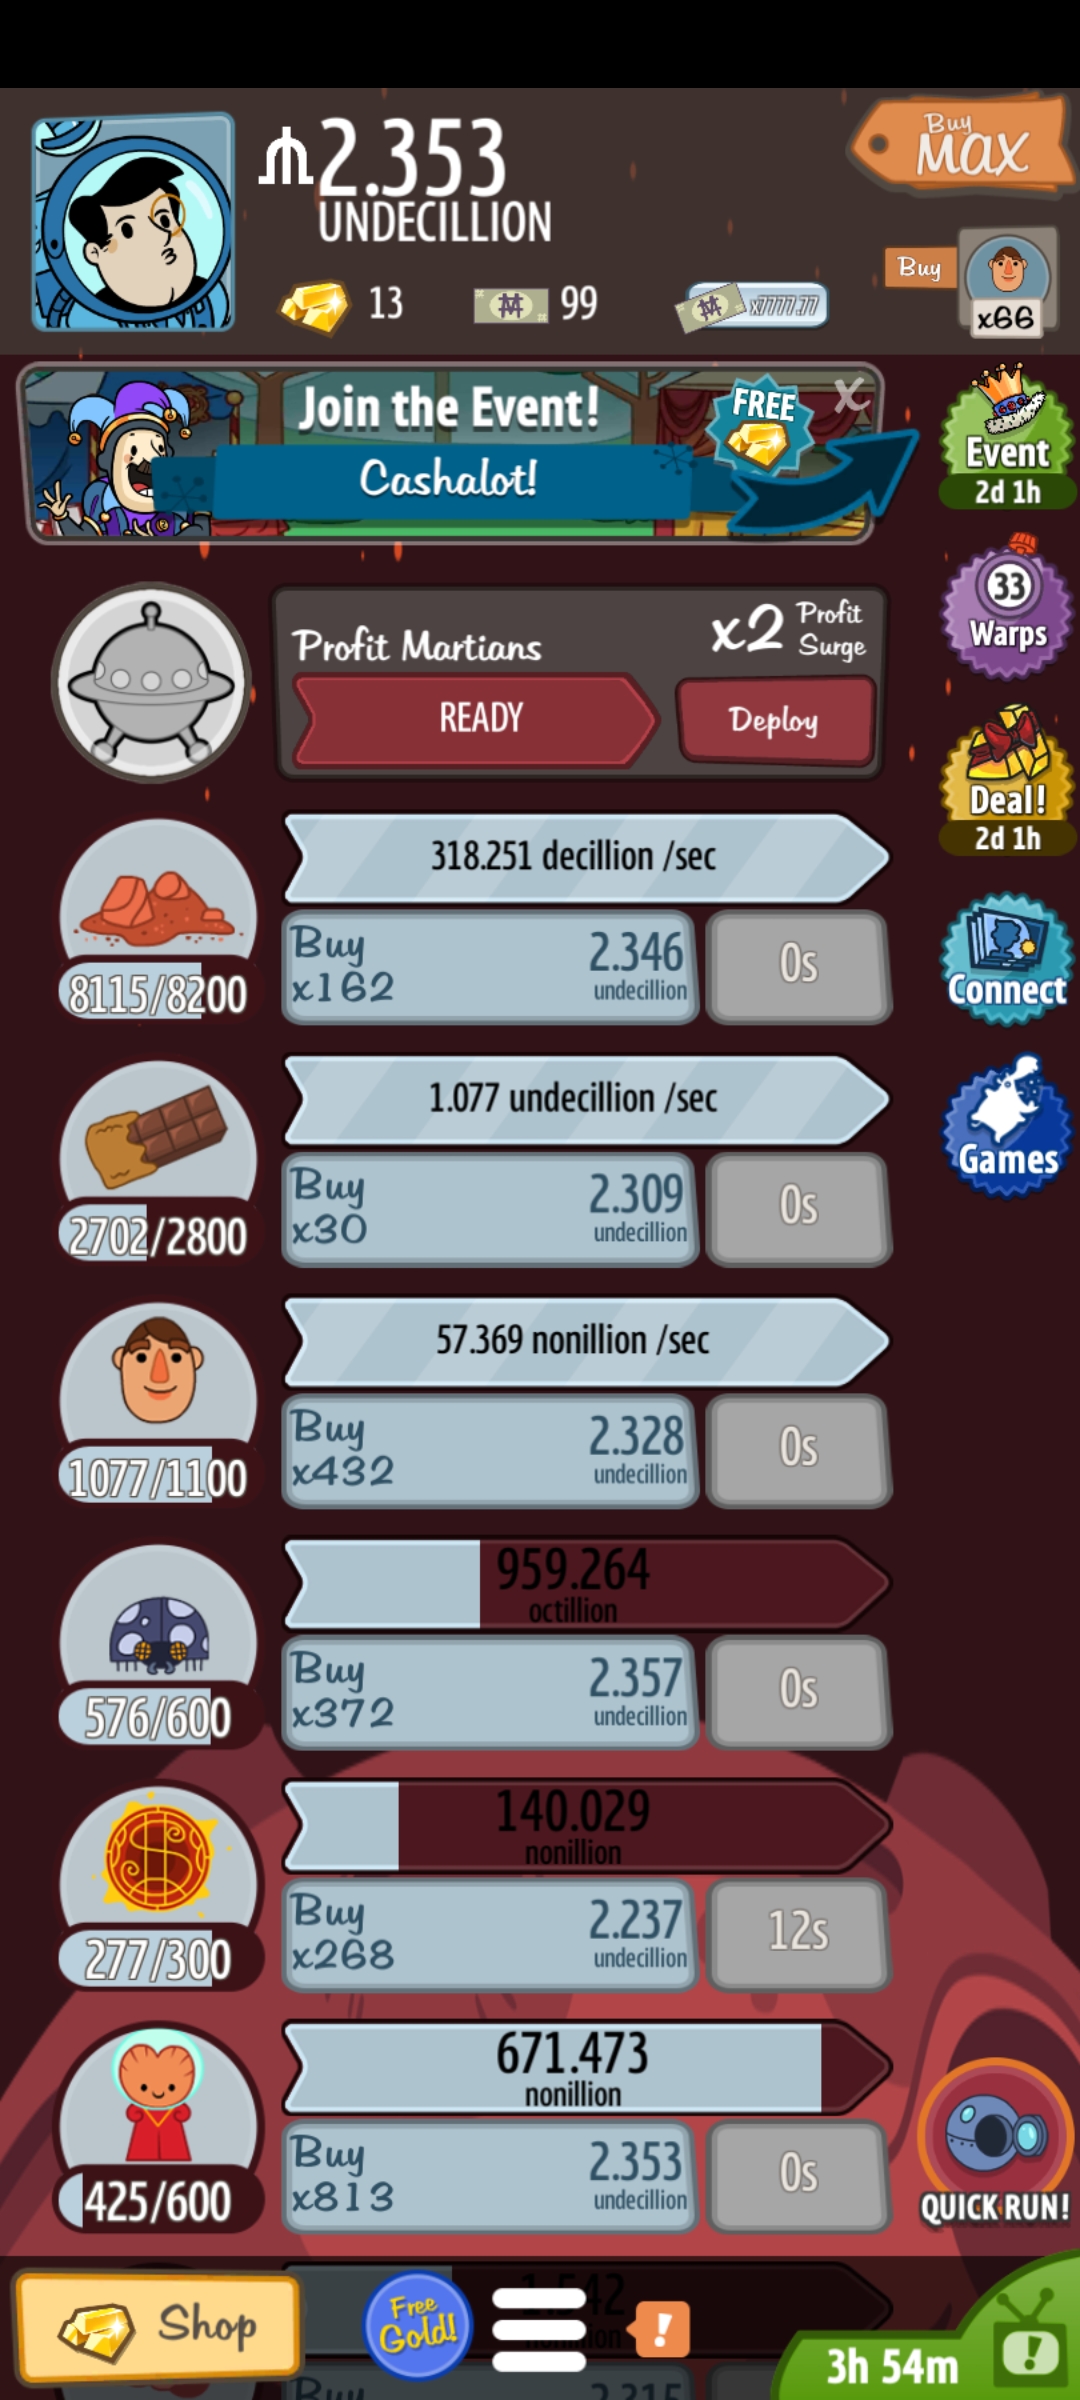 2.353
UNDECILLION
Buy
MAX
13
99
x7777.77
Buy
x66
Join the Event!
FREE
X
Cashalot!
Event
2d 1h
33
Warps
Profit Martians
x2 Profit Surge
READY
Deploy
Deal!
2d 1h
318.251 decillion /sec
8115/8200
Buy
x162
2.346
undecillion
0s
Connect
1.077 undecillion /sec
2702/2800
Buy
x30
2.309
undecillion
0s
Games
57.369 nonillion /sec
1077/1100
Buy
x432
2.328
undecillion
0s
959.264
octillion
576/600
Buy
x372
2.357
undecillion
0s
140.029
nonillion
277/300
Buy
x268
2.237
undecillion
12s
671.473
nonillion
425/600
Buy
x813
2.353
undecillion
0s
QUICK RUN!
Shop
Free
Gold!
!
3h 54m
!
Buy